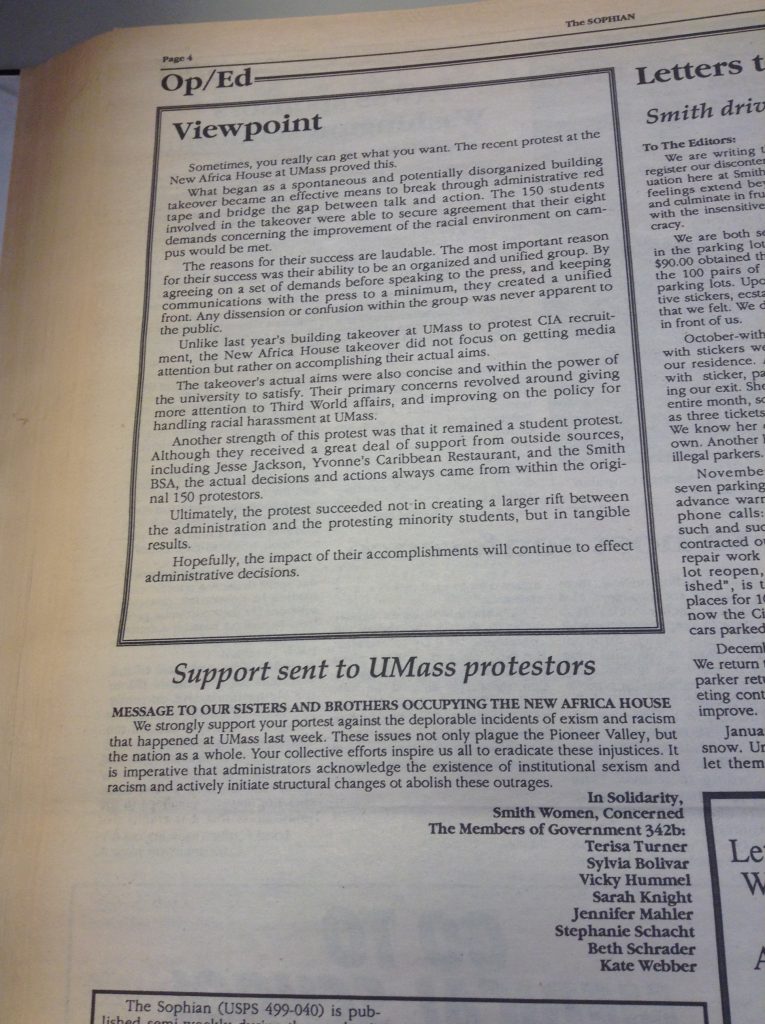 Page 4
The SOPHIAN
Op/Ed
Viewpoint
Sometimes, you really can get what you want. The recent protest at the
New Africa House at UMass proved this.
What began as a spontaneous and potentially disorganized building
takeover became an effective means to break through administrative red
tape and bridge the gap between talk and action. The 150 students
involved in the takeover were able to secure agreement that their eight
demands concerning the improvement of the racial environment on cam-
pus would be met.
The reasons for their success are laudable. The most important reason
for their success was their ability to be an organized and unified group. By
agreeing on a set of demands before speaking to the press, and keeping
communications with the press to a minimum, they created a unified
front. Any dissension or confusion within the group was never apparent to
the public.
Unlike last year's building takeover at UMass to protest CIA recruit-
ment, the New Africa House takeover did not focus on getting media
attention but rather on accomplishing their actual aims.
The takeover's actual aims were also concise and within the power of
the university to satisfy. Their primary concerns revolved around giving
more attention to Third World affairs, and improving on the policy for
handling racial harassment at UMass.
Another strength of this protest was that it remained a student protest.
Although they received a great deal of support from outside sources,
including Jesse Jackson, Yvonne's Caribbean Restaurant, and the Smith
BSA, the actual decisions and actions always came from within the origi-
nal 150 protestors.
Ultimately, the protest succeeded not in creating a larger rift between
the administration and the protesting minority students, but in tangible
results.
Hopefully, the impact of their accomplishments will continue to effect
administrative decisions.
Support sent to UMass protestors
MESSAGE TO OUR SISTERS AND BROTHERS OCCUPYING THE NEW AFRICA HOUSE
We strongly support your portest against the deplorable incidents of exism and racism
that happened at UMass last week. These issues not only plague the Pioneer Valley, but
the nation as a whole. Your collective efforts inspire us all to eradicate these injustices. It
is imperative that administrators acknowledge the existence of institutional sexism and
racism and actively initiate structural changes ot abolish these outrages.
In Solidarity,
Smith Women, Concerned
The Members of Government 342b:
Terisa Turner
Sylvia Bolivar
Vicky Hummel
Sarah Knight
Jennifer Mahler
Stephanie Schacht
Beth Schrader
Kate Webber
The Sophian (USPS 499-040) is pub-
Letters t
Smith driv
To The Editors:
We are writing t
register our disconter
uation here at Smith
feelings extend bey
and culminate in fru
with the insensitive
cracy.
We are both se
in the parking lot
$90.00 obtained th
the 100 pairs of
parking lots. Upo
tive stickers, ecsta
that we felt. We d
in front of us.
October-with
with stickers we
our residence. A
with sticker, pa
ing our exit. She
entire month, so
as three tickets
We know her
own. Another
illegal parkers.
Novembe
seven parking
advance warn
phone calls:
such and suc
contracted ou
repair work
lot reopen,
ished", is t
places for 10
now the Ci
cars parked
Decemb
We return
parker retu
eting cont
improve.
Janua
snow. Un
let them
Le
W
A